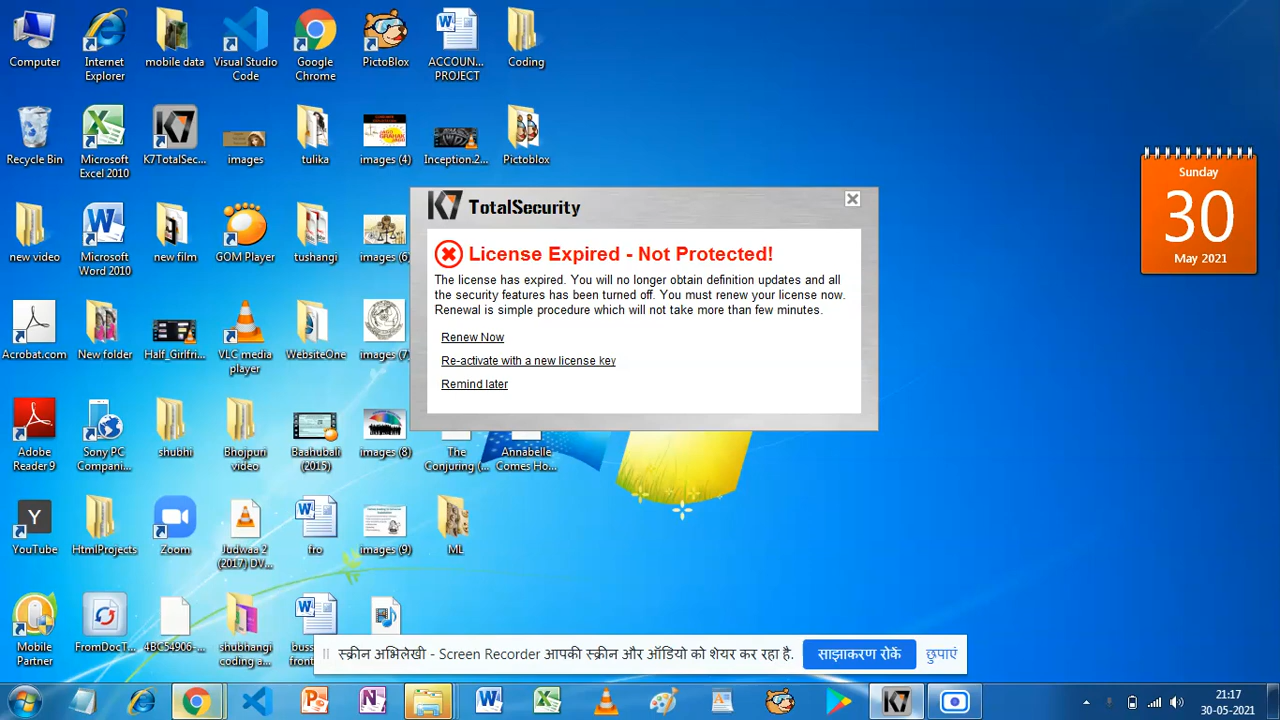 Computer
Internet
Explorer
mobile data
Visual Studio
Code
Google
Chrome
PictoBlox
ACCOUN...
PROJECT
Coding
Recycle Bin
Microsoft
Excel 2010
K7TotalSec...
images
tulika
images (4)
Inception.2...
Pictoblox
new video
Microsoft
Word 2010
new film
GOM Player
tushangi
images (6
Acrobat.com
New folder
Half_Girlfri...
VLC media
player
WebsiteOne
images (7
Adobe
Reader 9
Sony PC
Compani...
shubhi
Bhojpuri
video
Baahubali
(2015)
images (8)
The
Conjuring (...
Annabelle
Comes Ho...
YouTube
HtmlProjects
Zoom
Judwaa 2
(2017) DV...
fro
images (9)
ML
Mobile
Partner
FromDocT...
4BC54906-...
shubhangi
coding a...
buss
front
K7 TotalSecurity
License Expired - Not Protected!
The license has expired. You will no longer obtain definition updates and all
the security features has been turned off. You must renew your license now.
Renewal is simple procedure which will not take more than few minutes.
Renew Now
Re-activate with a new license key
Remind later
Sunday
30
May 2021
स्क्रीन अभिलेखी - Screen Recorder आपकी स्क्रीन और ऑडियो को शेयर कर रहा है.
साझाकरण रोकें
छुपाएं
21:17
30-05-2021